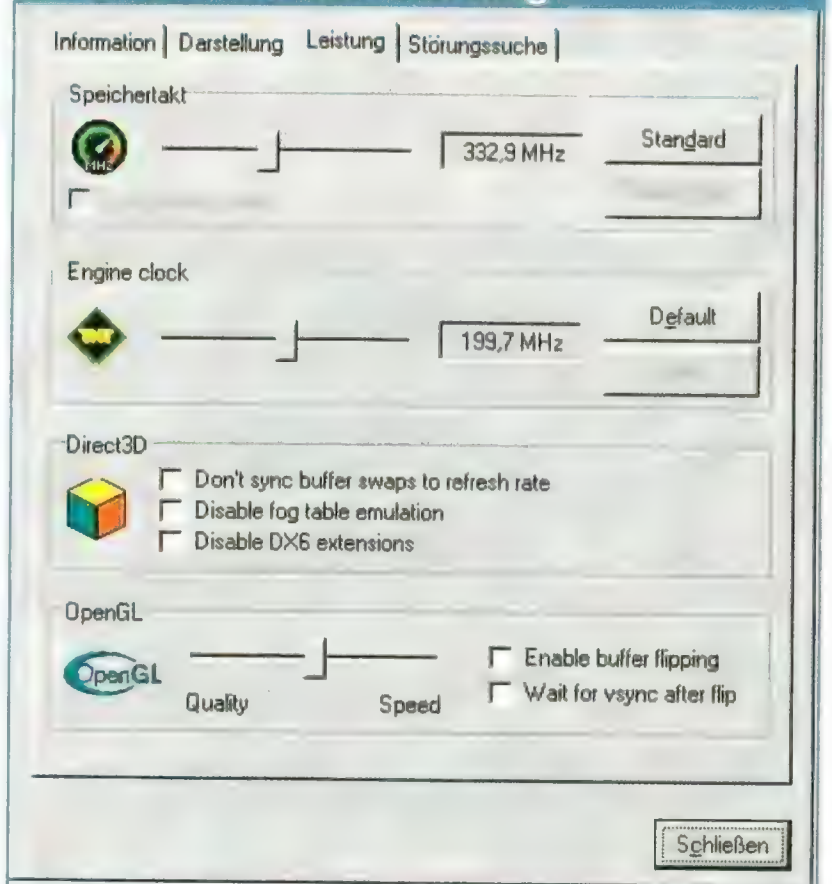 Information
Darstellung
Leistung
Störungssuche
Speichertakt
MHz
332,9 MHz
Standard
Engine clock
TNT
199,7 MHz
Default
Direct3D
Don't sync buffer swaps to refresh rate
Disable fog table emulation
Disable DX6 extensions
OpenGL
OpenGL
Quality
Speed
Enable buffer flipping
Wait for vsync after flip
Schließen